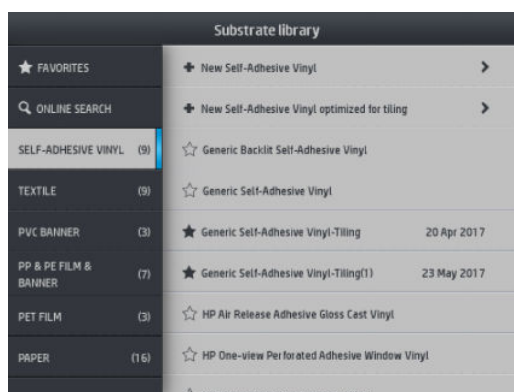 Substrate library
FAVORITES
ONLINE SEARCH
SELF-ADHESIVE VINYL (9)
TEXTILE (9)
PVC BANNER (3)
PP & PE FILM &
BANNER (7)
PET FILM (3)
PAPER (16)
New Self-Adhesive Vinyl
New Self-Adhesive Vinyl optimized for tiling
Generic Backlit Self-Adhesive Vinyl
Generic Self-Adhesive Vinyl
Generic Self-Adhesive Vinyl-Tiling 20 Apr 2017
Generic Self-Adhesive Vinyl-Tiling(1) 23 May 2017
HP Air Release Adhesive Gloss Cast Vinyl
HP One-view Perforated Adhesive Window Vinyl